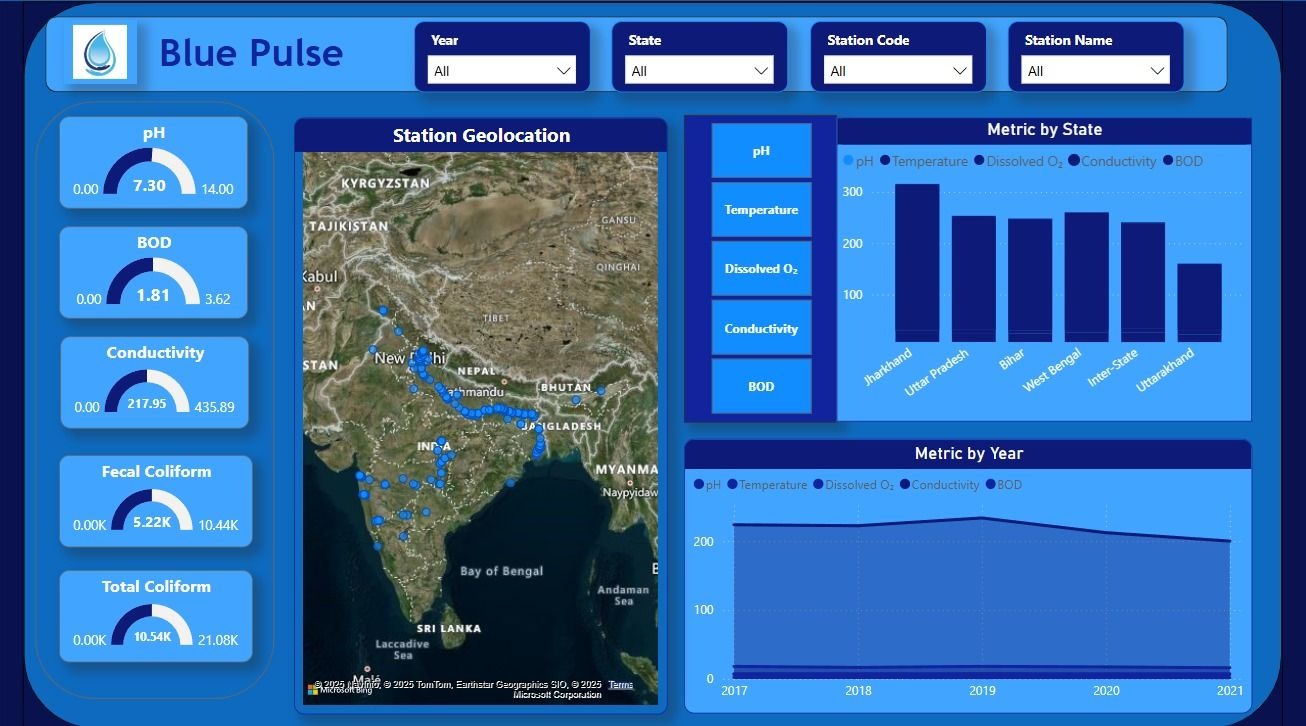 Blue Pulse
Year
All
State
All
Station Code
All
Station Name
All
pH
0.00 7.30 14.00
BOD
0.00 1.81 3.62
Conductivity
0.00 217.95 435.89
Fecal Coliform
0.00K 5.22K 10.44K
Total Coliform
0.00K 10.54K 21.08K
Station Geolocation
KYRGYZSTAN
TAJIKISTAN
GANSU
QINGHAI
Kabul
TIBET
STAN
New Delhi
NEPAL
Kathmandu
BHUTAN
BANGLADESH
INDIA
MYANMA
Naypyidaw
Bay of Bengal
Andaman
Sea
SRI LANKA
Laccadive
Sea
Malé
© 2025 TomTom, Earthstar Geographics SIO, © 2025
Microsoft Corporation
Terms
Microsoft Bing
pH
Temperature
Dissolved O₂
Conductivity
BOD
Metric by State
pH Temperature Dissolved O₂ Conductivity BOD
300
200
100
Jharkhand
Uttar Pradesh
Bihar
West Bengal
Inter-State
Uttarakhand
Metric by Year
pH Temperature Dissolved O₂ Conductivity BOD
200
100
0
2017 2018 2019 2020 2021